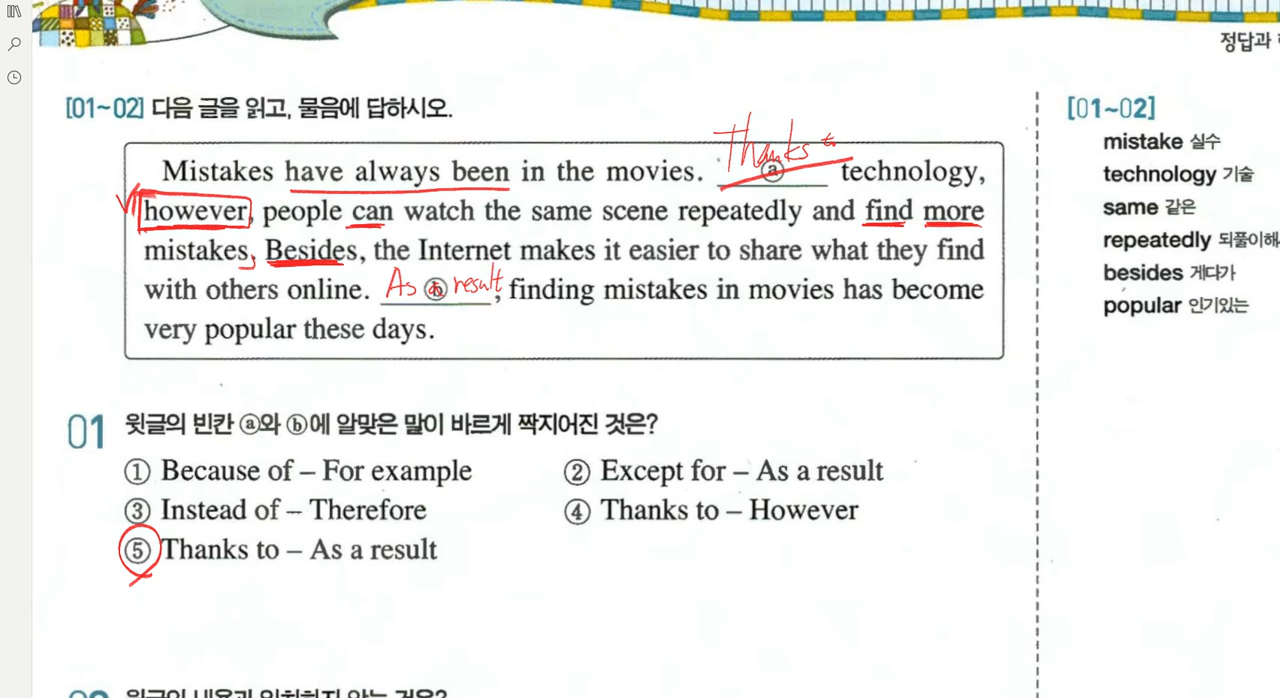 정답과
[01~02] 다음 글을 읽고, 물음에 답하시오.
Mistakes have always been in the movies. Thanks to ⓐ technology,
however, people can watch the same scene repeatedly and find more
mistakes. Besides, the Internet makes it easier to share what they find
with others online. As a result ⓑ, finding mistakes in movies has become
very popular these days.
01 윗글의 빈칸 ⓐ와 ⓑ에 알맞은 말이 바르게 짝지어진 것은?
① Because of – For example
② Except for – As a result
③ Instead of – Therefore
④ Thanks to – However
⑤ Thanks to – As a result
[01~02]
mistake 실수
technology 기술
same 같은
repeatedly 되풀이해
besides 게다가
popular 인기있는